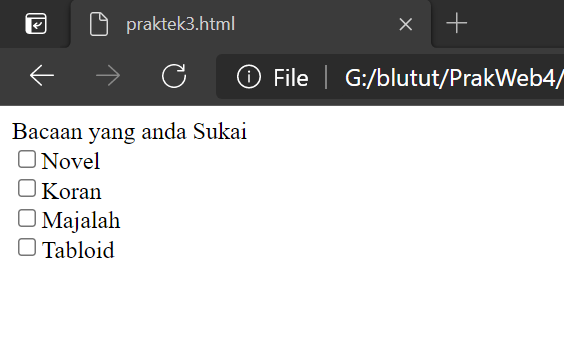 praktek3.html
File G:/blutut/PrakWeb4/
Bacaan yang anda Sukai
Novel
Koran
Majalah
Tabloid